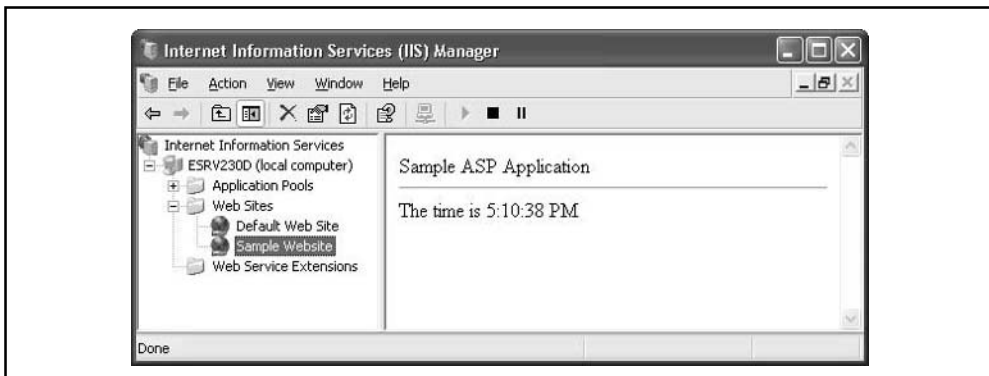 Internet Information Services (IIS) Manager
File Action View Window Help
Internet Information Services
ESRV230D (local computer)
Application Pools
Web Sites
Default Web Site
Sample Website
Web Service Extensions
Sample ASP Application
The time is 5:10:38 PM
Done